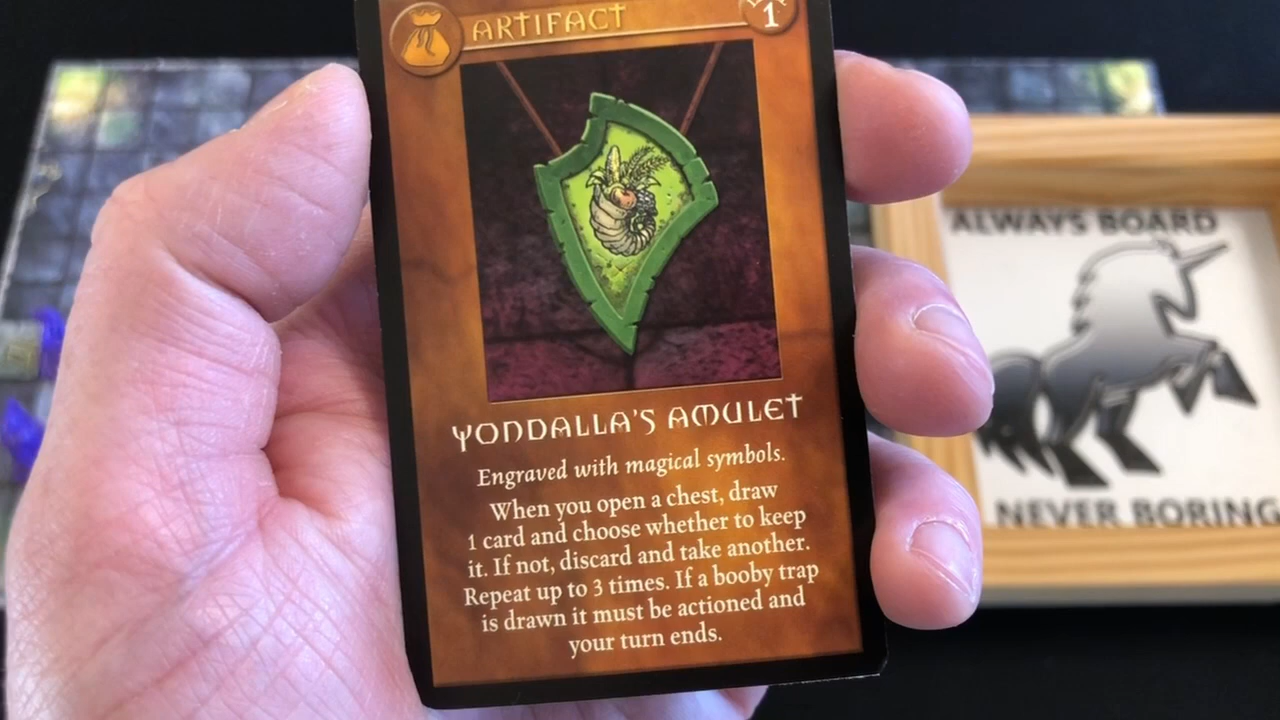 ARTIFACT
1
YONDALLA'S AMULET
Engraved with magical symbols.
When you open a chest, draw
1 card and choose whether to keep
it. If not, discard and take another.
Repeat up to 3 times. If a booby trap
is drawn it must be actioned and
your turn ends.
ALWAYS BOARD
NEVER BORING